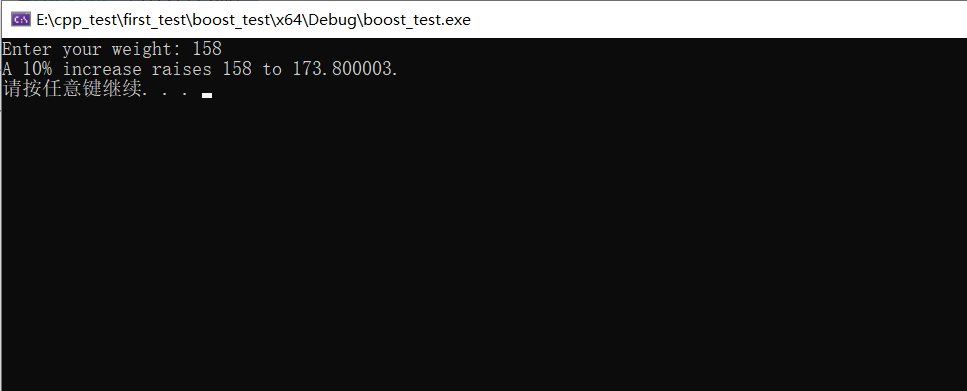 E:\cpp_test\first_test\boost_test\x64\Debug\boost_test.exe
Enter your weight: 158
A 10% increase raises 158 to 173.800003.
请按任意键继续. . .